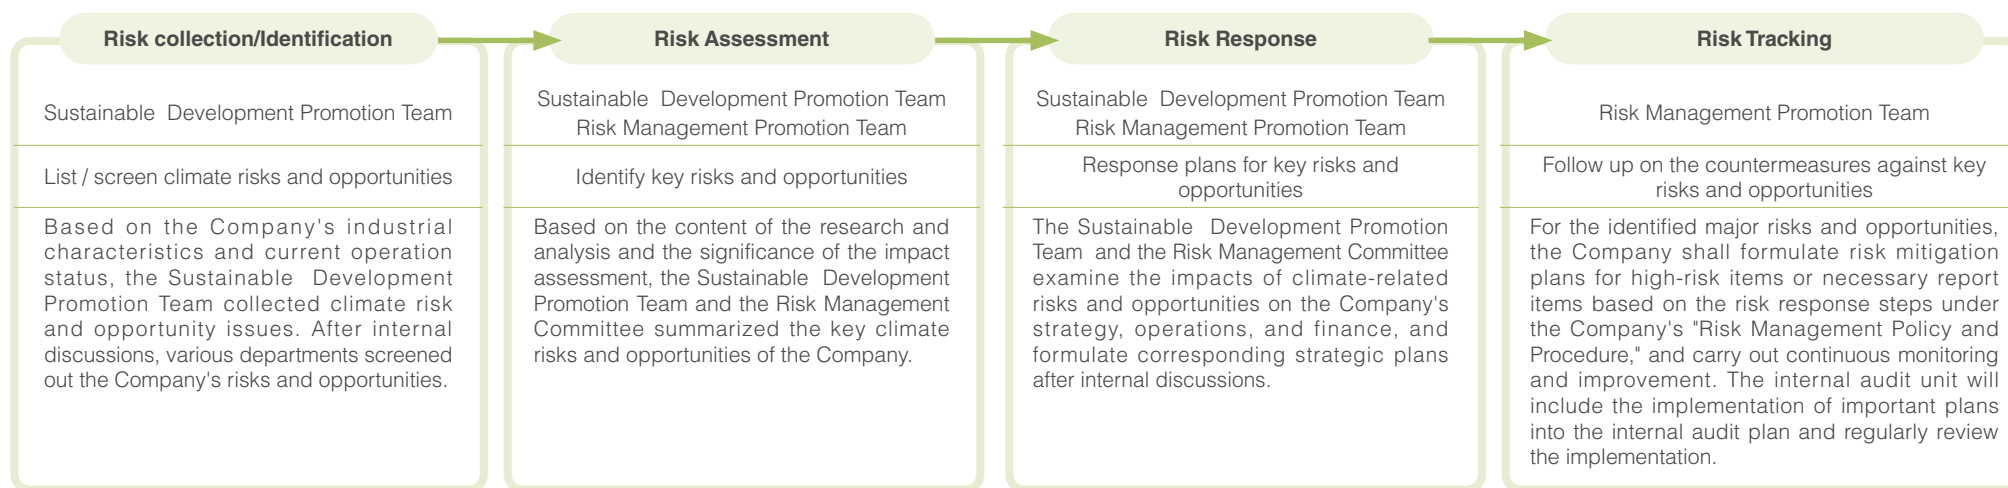 Risk collection/Identification
Sustainable Development Promotion Team
List / screen climate risks and opportunities
Based on the Company's industrial
characteristics and current operation
status, the Sustainable Development
Promotion Team collected climate risk
and opportunity issues. After internal
discussions, various departments screened
out the Company's risks and opportunities.
Risk Assessment
Sustainable Development Promotion Team
Risk Management Promotion Team
Identify key risks and opportunities
Based on the content of the research and
analysis and the significance of the impact
assessment, the Sustainable Development
Promotion Team and the Risk Management
Committee summarized the key climate
risks and opportunities of the Company.
Risk Response
Sustainable Development Promotion Team
Risk Management Promotion Team
Response plans for key risks and
opportunities
The Sustainable Development Promotion
Team and the Risk Management Committee
examine the impacts of climate-related
risks and opportunities on the Company's
strategy, operations, and finance, and
formulate corresponding strategic plans
after internal discussions.
Risk Tracking
Risk Management Promotion Team
Follow up on the countermeasures against key
risks and opportunities
For the identified major risks and opportunities,
the Company shall formulate risk mitigation
plans for high-risk items or necessary report
items based on the risk response steps under
the Company's "Risk Management Policy and
Procedure," and carry out continuous monitoring
and improvement. The internal audit unit will
include the implementation of important plans
into the internal audit plan and regularly review
the implementation.